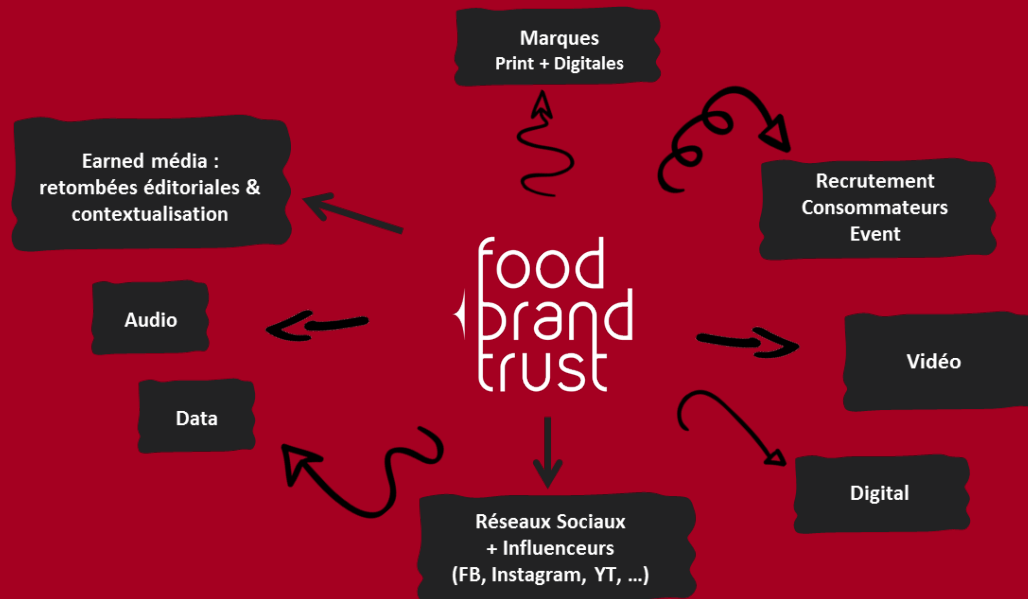 Marques
Print + Digitales
Earned média :
retombées éditoriales &
contextualisation
Recrutement
Consommateurs
Event
food
brand
trust
Audio
Vidéo
Data
Digital
Réseaux Sociaux
+ Influenceurs
(FB, Instagram, YT, ...)